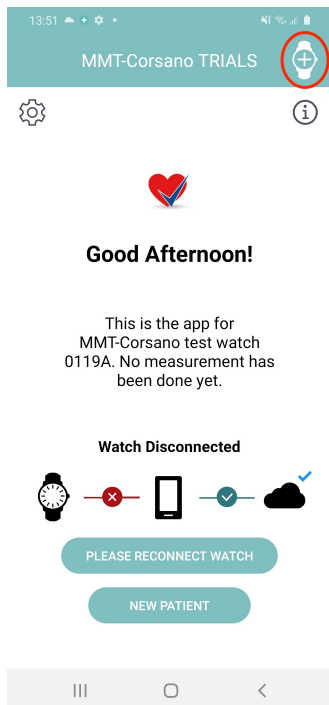 13:51
MMT-Corsano TRIALS
Good Afternoon!
This is the app for
MMT-Corsano test watch
0119A. No measurement has
been done yet.
Watch Disconnected
PLEASE RECONNECT WATCH
NEW PATIENT